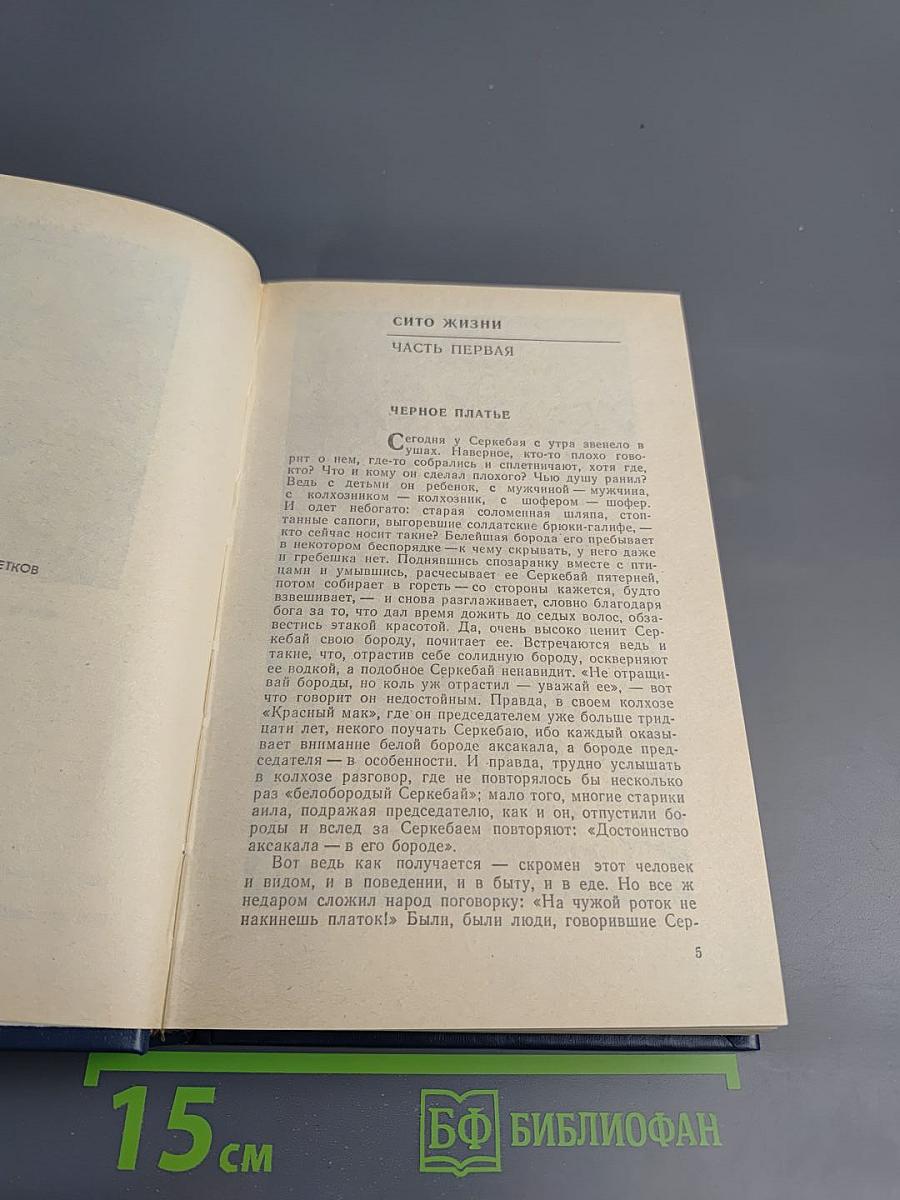 ЕТКОВ
СИТО ЖИЗНИ
ЧАСТЬ ПЕРВАЯ
ЧЕРНОЕ ПЛАТЬЕ
Сегодня у Серкебая с утра звенело в
ушах. Наверное, кто-то плохо гово-
рит о нем, где-то собрались и сплетничают, хотя где,
кто? Что и кому он сделал плохого? Чью душу ранил?
Ведь с детьми он ребенок, с мужчиной — мужчина,
с колхозником — колхозник, с шофером — шофер.
И одет небогато: старая соломенная шляпа, стоп-
танные сапоги, выгоревшие солдатские брюки-галифе, —
кто сейчас носит такие? Белейшая борода его пребывает
в некотором беспорядке — к чему скрывать, у него даже
и гребешка нет. Поднявшись спозаранку вместе с пти-
цами и умывшись, расчесывает ее Серкебай пятерней,
потом собирает в горсть — со стороны кажется, будто
взвешивает, — и снова разглаживает, словно благодаря
бога за то, что дал время дожить до седых волос, обза-
вестись этакой красотой. Да, очень высоко ценит Сер-
кебай свою бороду, почитает ее. Встречаются ведь и
такие, что, отрастив себе солидную бороду, оскверняют
ее водкой, а подобное Серкебай ненавидит. «Не отращи-
вай бороды, но коль уж отрастил — уважай ее», — вот
что говорит он недостойным. Правда, в своем колхозе
«Красный мак», где он председателем уже больше трид-
цати лет, некого поучать Серкебаю, ибо каждый оказы-
вает внимание белой бороде аксакала, а бороде пред-
седателя — в особенности. И правда, трудно услышать
в колхозе разговор, где не повторялось бы несколько
раз «белобородый Серкебай»; мало того, многие старики
аила, подражая председателю, как и он, отпустили бо-
роды и вслед за Серкебаем повторяют: «Достоинство
аксакала — в его бороде».
Вот ведь как получается — скромен этот человек
и видом, и в поведении, и в быту, и в еде. Но все ж
недаром сложил народ поговорку: «На чужой роток не
накинешь платок!» Были, были люди, говорившие Сер-
5
15 см
БФ БИБЛИОФАН